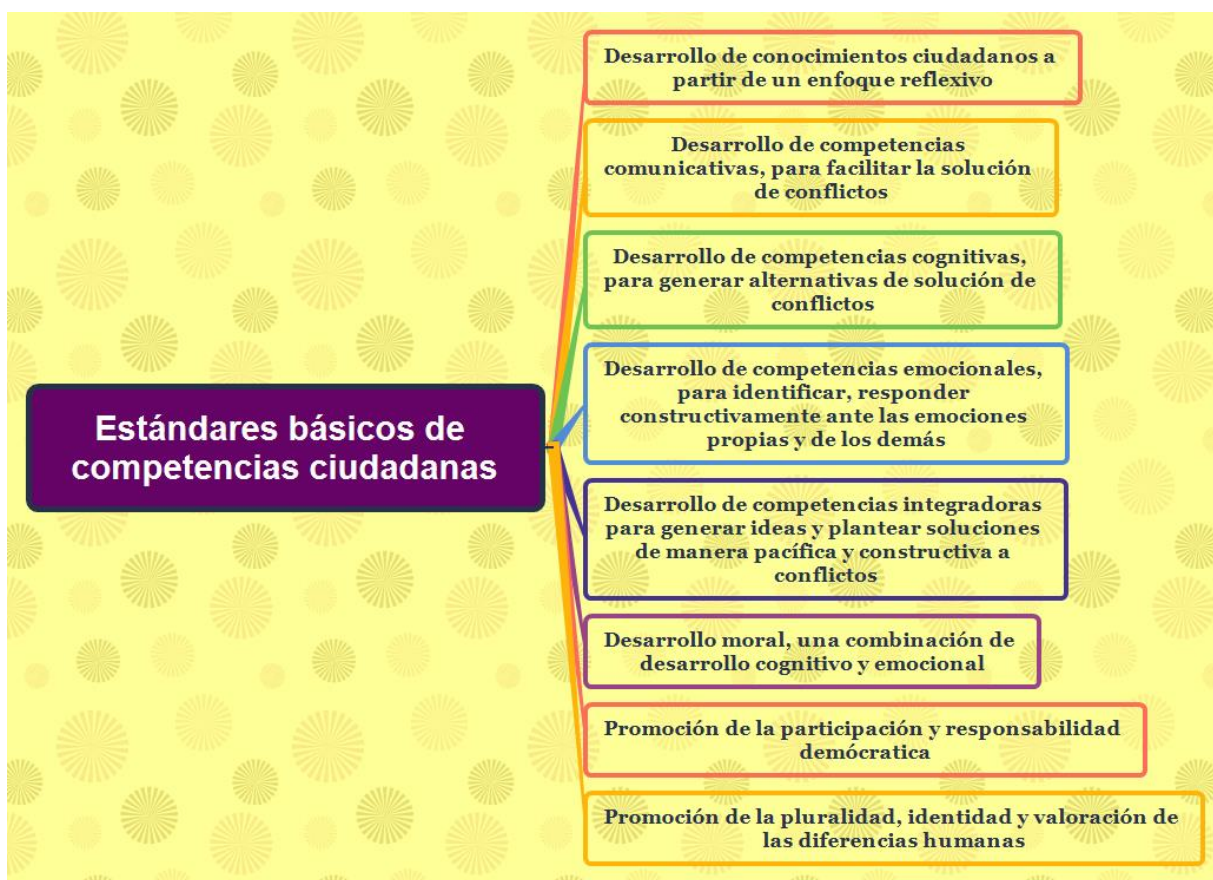 Estándares básicos de
competencias ciudadanas
Desarrollo de conocimientos ciudadanos a
partir de un enfoque reflexivo
Desarrollo de competencias
comunicativas, para facilitar la solución
de conflictos
Desarrollo de competencias cognitivas,
para generar alternativas de solución de
conflictos
Desarrollo de competencias emocionales,
para identificar, responder
constructivamente ante las emociones
propias y de los demás
Desarrollo de competencias integradoras
para generar ideas y plantear soluciones
de manera pacífica y constructiva a
conflictos
Desarrollo moral, una combinación de
desarrollo cognitivo y emocional
Promoción de la participación y responsabilidad
demócratica
Promoción de la pluralidad, identidad y valoración de
las diferencias humanas